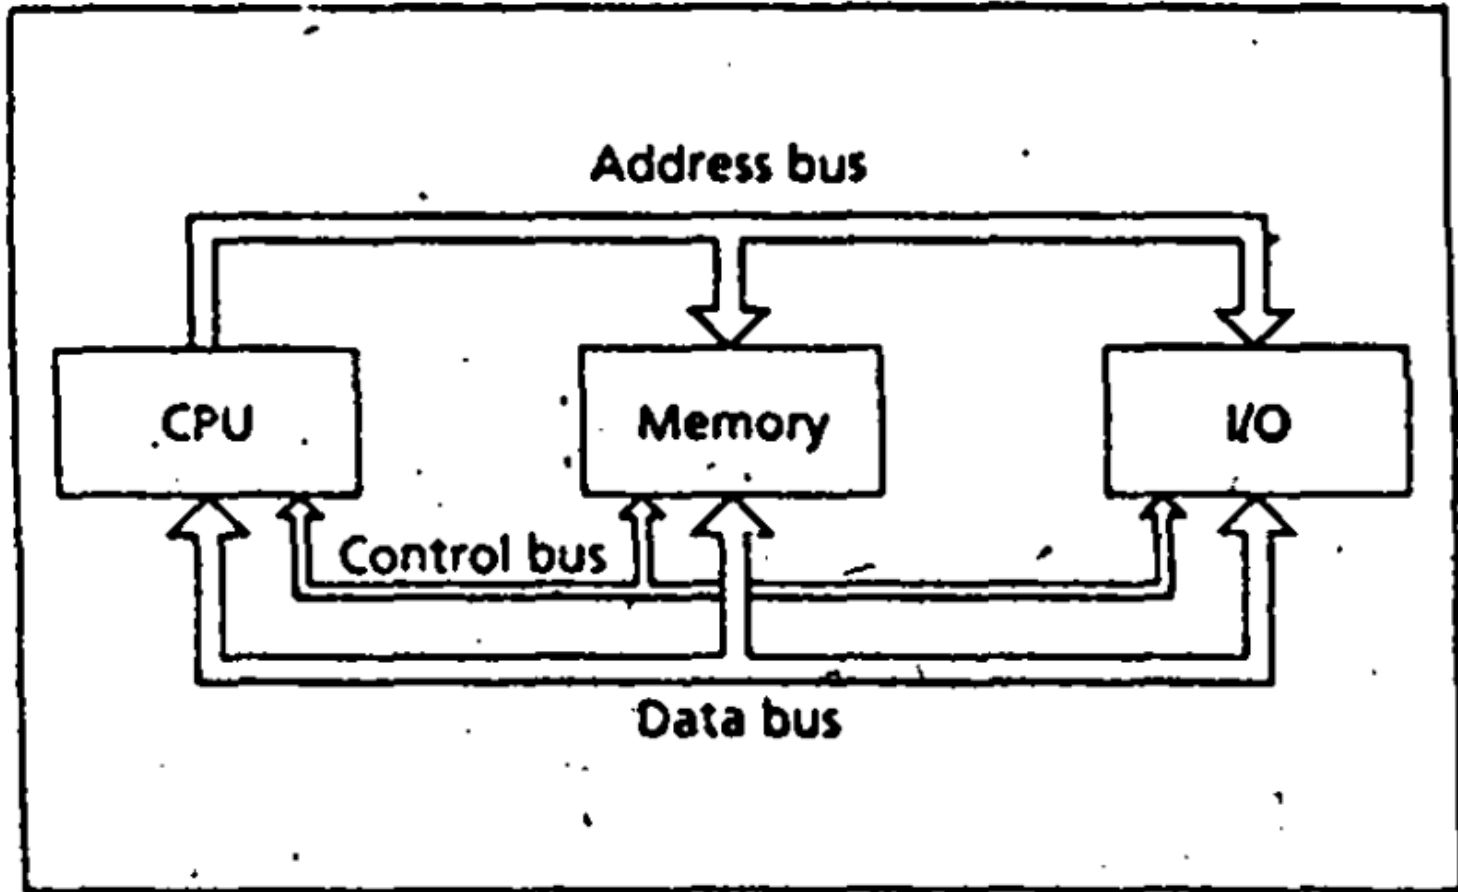 Address bus
CPU
Memory
I/O
Control bus
Data bus